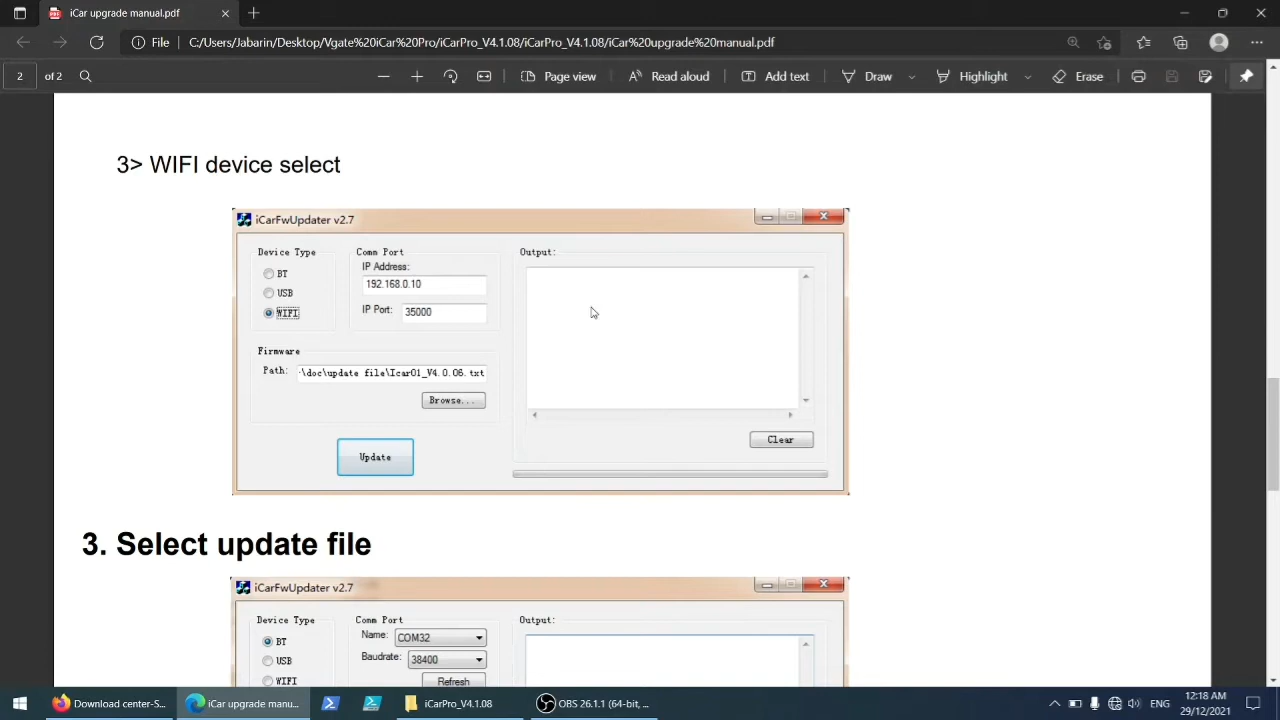 iCar upgrade manual.pdf
File C:/Users/Jabarin/Desktop/Vgate%20iCar%20Pro/iCarPro_V4.1.08/iCarPro_V4.1.08/iCar%20upgrade%20manual.pdf
2 of 2 Page view Read aloud Add text Draw Highlight Erase
3> WIFI device select
iCarFwUpdater v2.7
Device Type Comm Port Output:
IP Address:
BT
192.168.0.10
USB
WIFI IP Port: 35000
Firmware
Path: \doc\update file\Icar01_V4.0.06.txt
Browse...
Clear
Update
3. Select update file
iCarFwUpdater v2.7
Device Type Comm Port Output:
BT Name: COM32
USB Baudrate: 38400
WIFI Refresh
Download center-S... iCar upgrade manu... iCarPro_V4.1.08 OBS 26.1.1 (64-bit, ... ENG 12:18 AM
29/12/2021